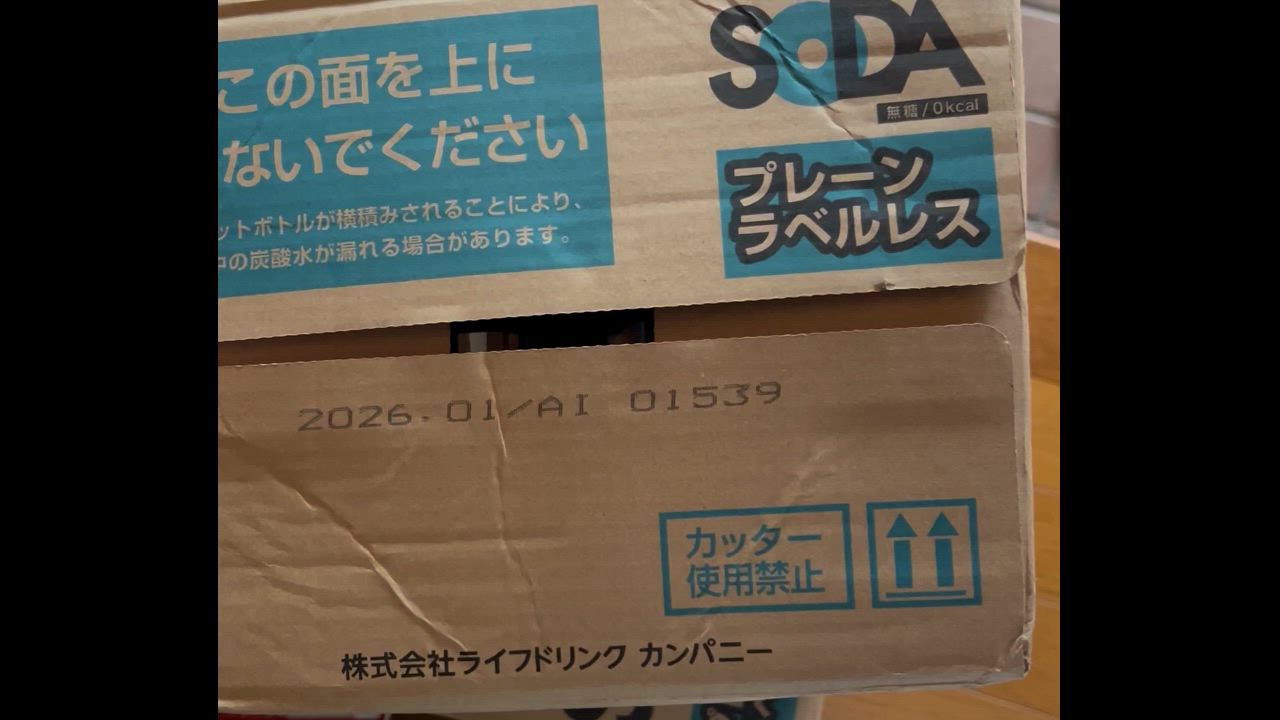 この面を上に
ないでください
ットボトルが横積みされることにより、
の炭酸水が漏れる場合があります。
SODA
無糖/0kcal
プレーン
ラベルレス
2026.01/AI 01539
カッター
使用禁止
株式会社ライフドリンク カンパニー